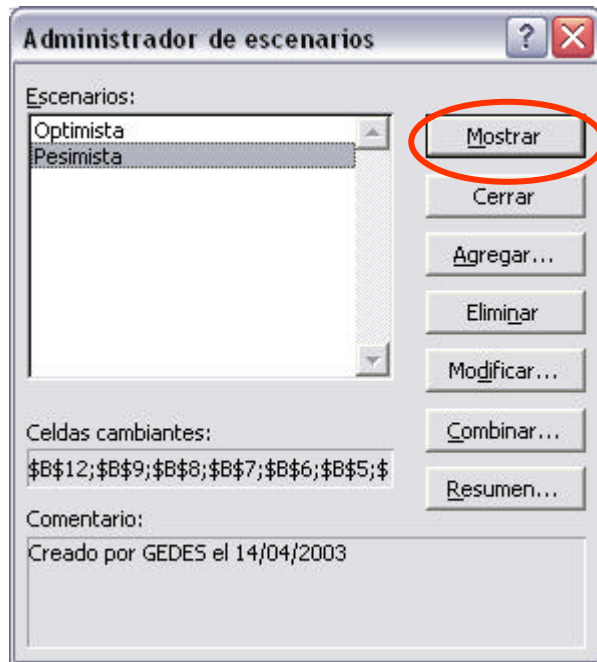 Administrador de escenarios
Escenarios:
Optimista
Pesimista
Mostrar
Cerrar
Agregar...
Eliminar
Modificar...
Combinar...
Resumen...
Celdas cambiantes:
$B$12;$B$9;$B$8;$B$7;$B$6;$B$5;$
Comentario:
Creado por GEDES el 14/04/2003